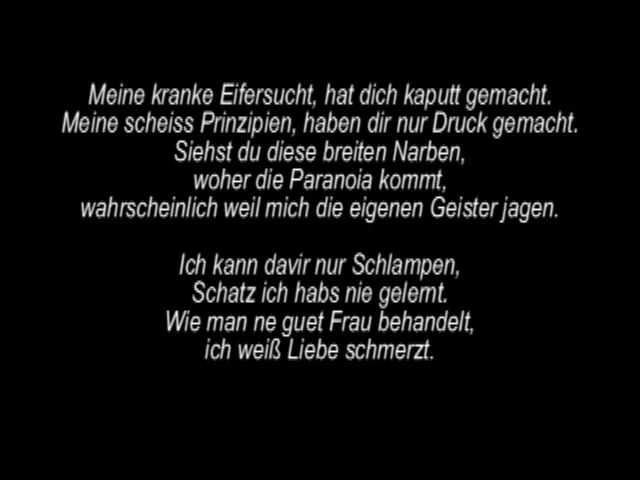 Meine kranke Eifersucht, hat dich kaputt gemacht.
Meine scheiss Prinzipien, haben dir nur Druck gemacht.
Siehst du diese breiten Narben,
woher die Paranoia kommt,
wahrscheinlich weil mich die eigenen Geister jagen.
Ich kann davir nur Schlampen,
Schatz ich habs nie gelernt.
Wie man ne guet Frau behandelt,
ich weiß Liebe schmerzt.